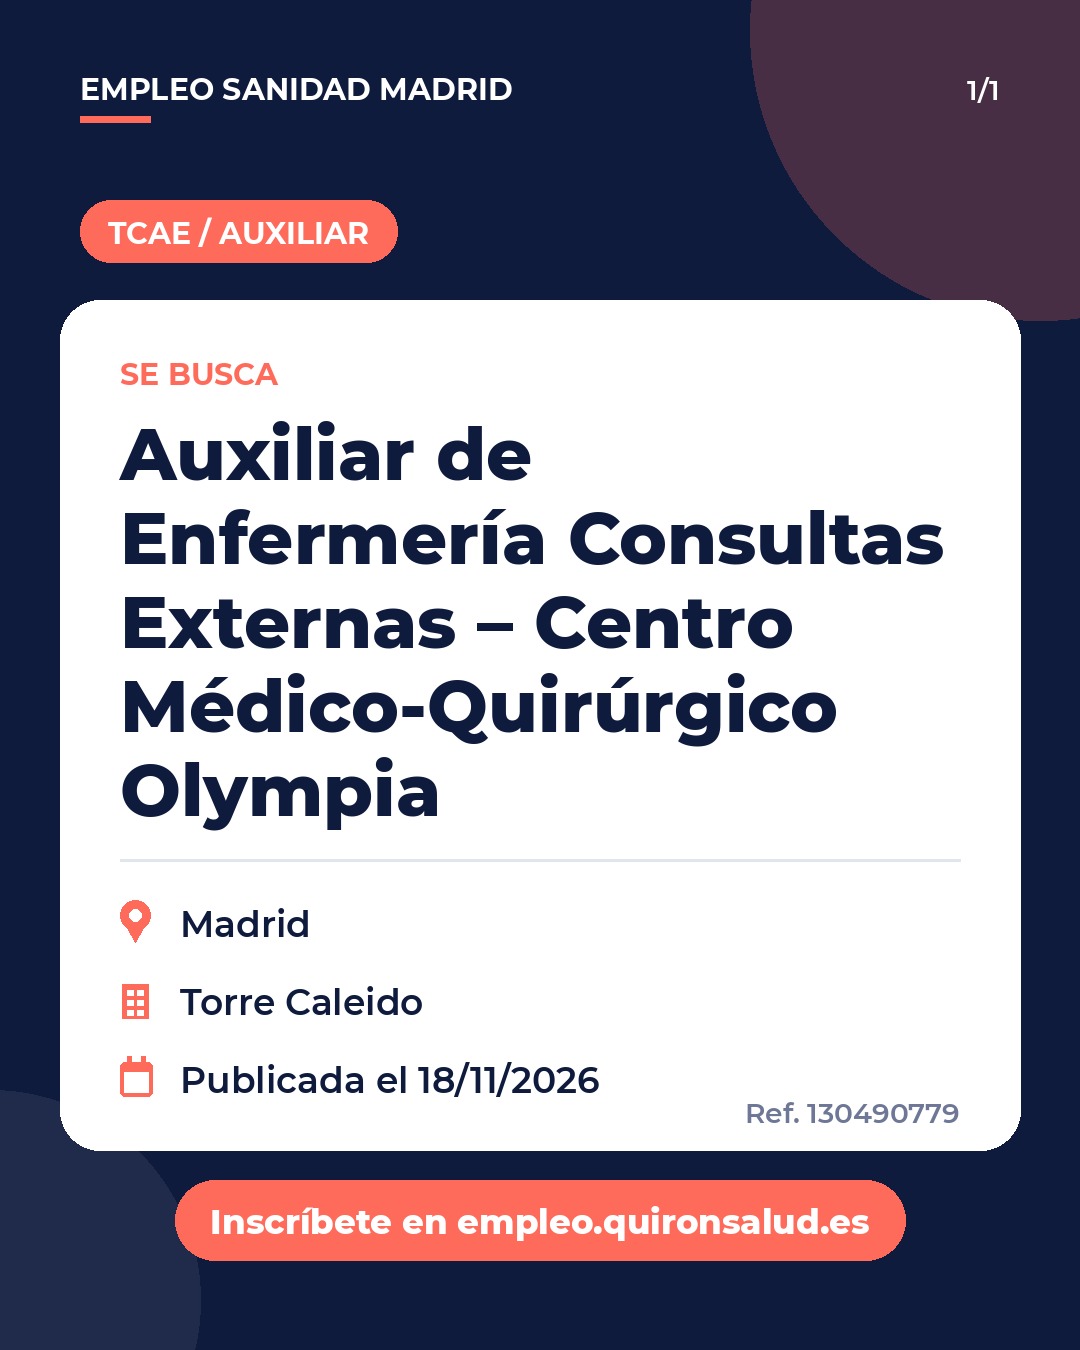 EMPLEO SANIDAD MADRID
1/1
TCAE / AUXILIAR
SE BUSCA
Auxiliar de
Enfermería Consultas
Externas – Centro
Médico-Quirúrgico
Olympia
Madrid
Torre Caleido
Publicada el 18/11/2026
Ref. 130490779
Inscríbete en empleo.quironsalud.es